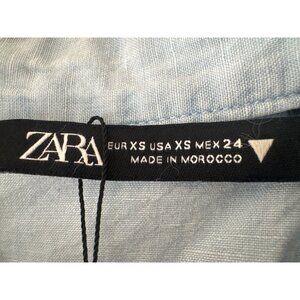 ZARA
EUR XS USA XS MEX 24
MADE IN MOROCCO